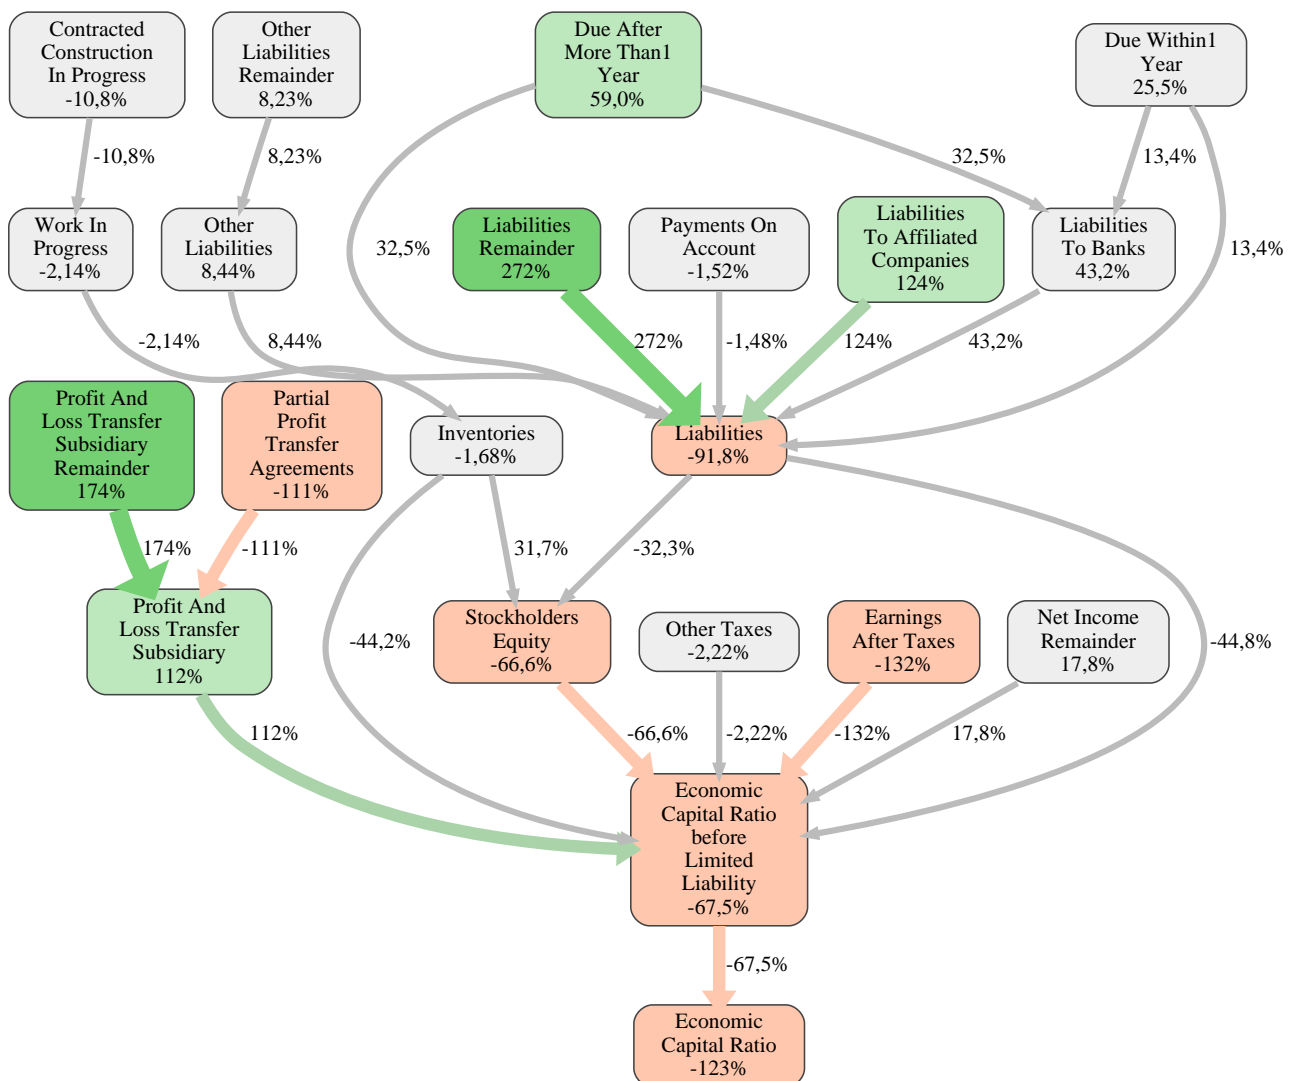 Contracted
Construction
In Progress
-10,8%
Other
Liabilities
Remainder
8,23%
Due After
More Than1
Year
59,0%
Due Within1
Year
25,5%
-10,8%
8,23%
32,5%
13,4%
Work In
Progress
-2,14%
Other
Liabilities
8,44%
32,5%
Liabilities
Remainder
272%
Payments On
Account
-1,52%
Liabilities
To Affiliated
Companies
124%
Liabilities
To Banks
43,2%
13,4%
-2,14%
8,44%
272%
-1,48%
124%
43,2%
Profit And
Loss Transfer
Subsidiary
Remainder
174%
Partial
Profit
Transfer
Agreements
-111%
Inventories
-1,68%
Liabilities
-91,8%
174%
-111%
31,7%
-32,3%
Profit And
Loss Transfer
Subsidiary
112%
-44,2%
Stockholders
Equity
-66,6%
Other Taxes
-2,22%
Earnings
After Taxes
-132%
Net Income
Remainder
17,8%
-44,8%
112%
-66,6%
-2,22%
-132%
17,8%
Economic
Capital Ratio
before
Limited
Liability
-67,5%
-67,5%
Economic
Capital Ratio
-123%